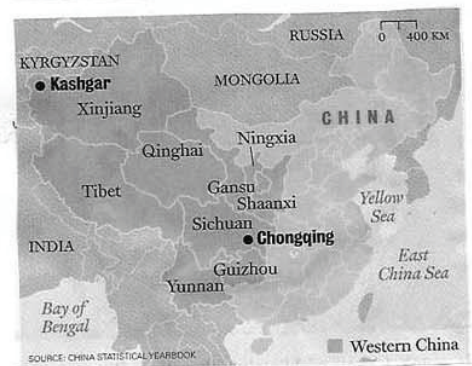 RUSSIA
0 400 KM
KYRGYZSTAN
Kashgar
MONGOLIA
Xinjiang
CHINA
Ningxia
Qinghai
Gansu
Tibet
Shaanxi
Yellow
Sea
Sichuan
Chongqing
INDIA
East
China Sea
Guizhou
Yunnan
Bay of
Bengal
Western China
SOURCE: CHINA STATISTICAL YEARBOOK